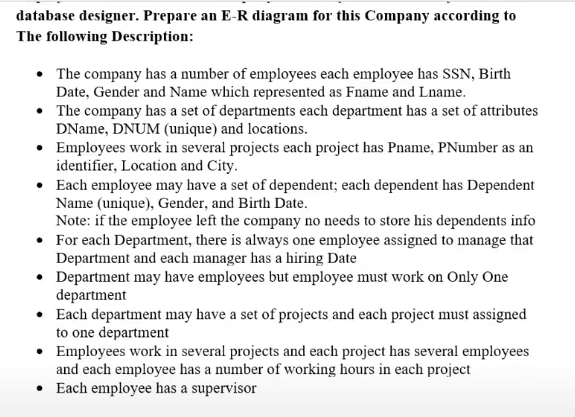 database designer. Prepare an E-R diagram for this Company according to
The following Description:
• The company has a number of employees each employee has SSN, Birth
Date, Gender and Name which represented as Fname and Lname.
• The company has a set of departments each department has a set of attributes
DName, DNUM (unique) and locations.
• Employees work in several projects each project has Pname, PNumber as an
identifier, Location and City.
• Each employee may have a set of dependent; each dependent has Dependent
Name (unique), Gender, and Birth Date.
Note: if the employee left the company no needs to store his dependents info
• For each Department, there is always one employee assigned to manage that
Department and each manager has a hiring Date
• Department may have employees but employee must work on Only One
department
• Each department may have a set of projects and each project must assigned
to one department
• Employees work in several projects and each project has several employees
and each employee has a number of working hours in each project
• Each employee has a supervisor